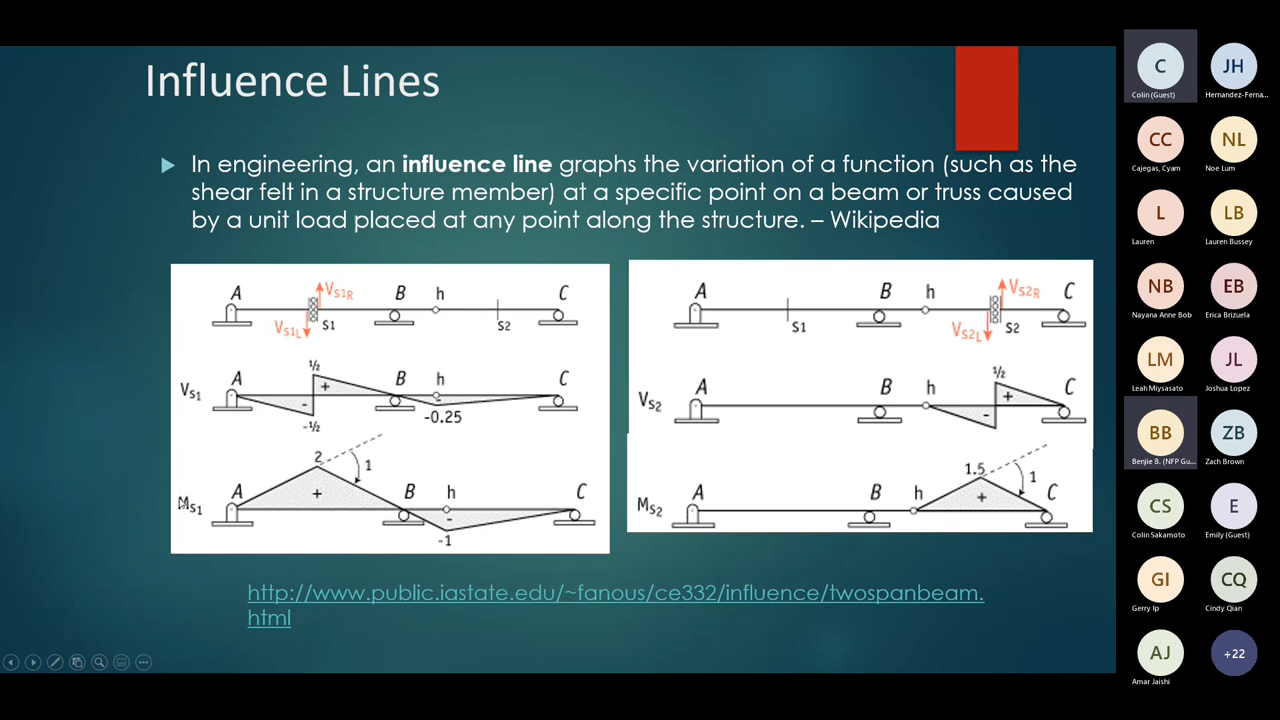 Influence Lines
In engineering, an influence line graphs the variation of a function (such as the
shear felt in a structure member) at a specific point on a beam or truss caused
by a unit load placed at any point along the structure. – Wikipedia
A VS1R B h C
VS1L S1 S2
VS1 A ½ + B h C
- -
-½ -0.25
2 1
MS1 A + B h C
-
-1
A B h VS2R C
S1 VS2L S2
½
VS2 A B h + C
-
1.5 1
MS2 A B h + C
http://www.public.iastate.edu/~fanous/ce332/influence/twospanbeam.
html
C JH
Colin (Guest) Hernandez-Ferna...
CC NL
Cajegas, Cyam Noe Lum
L LB
Lauren Lauren Bussey
NB EB
Nayana Anne Bob Erica Brizuela
LM JL
Leah Miysasato Joshua Lopez
BB ZB
Benjie B. (NFP Gu... Zach Brown
CS E
Colin Sakamoto Emily (Guest)
GI CQ
Gerry Ip Cindy Qian
AJ +22
Amar Jaishi